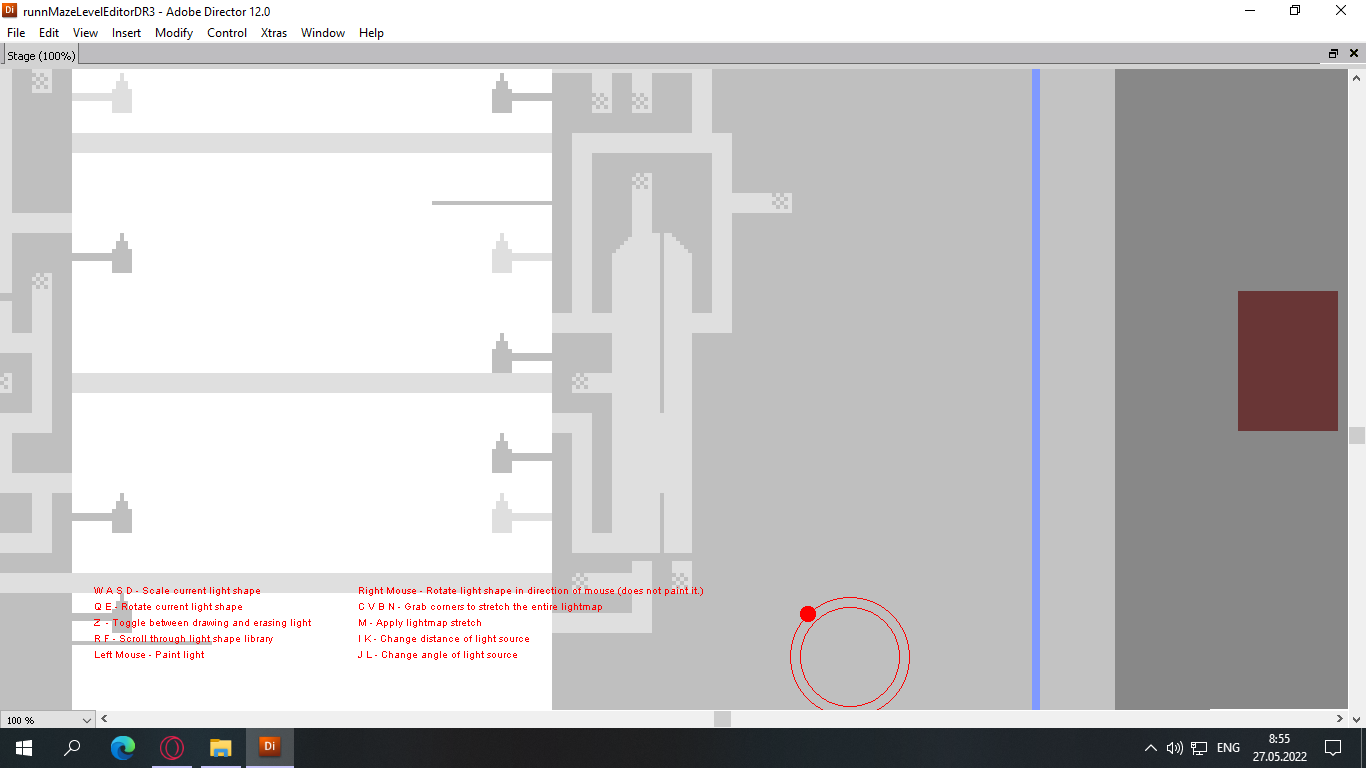 Di runnMazeLevelEditorDR3 - Adobe Director 12.0
File Edit View Insert Modify Control Xtras Window Help
Stage (100%)
W A S D - Scale current light shape
Q E - Rotate current light shape
Z - Toggle between drawing and erasing light
R F - Scroll through light shape library
Left Mouse - Paint light
Right Mouse - Rotate light shape in direction of mouse (does not paint it.)
C V B N - Grab corners to stretch the entire lightmap
M - Apply lightmap stretch
I K - Change distance of light source
J L - Change angle of light source
100 %
Di
ENG
8:55
27.05.2022